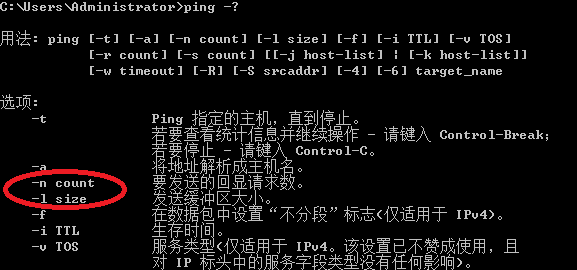 C:\Users\Administrator>ping -?
用法: ping [-t] [-a] [-n count] [-l size] [-f] [-i TTL] [-v TOS]
[-r count] [-s count] [[-j host-list] | [-k host-list]]
[-w timeout] [-R] [-S srcaddr] [-4] [-6] target_name
选项:
-t Ping 指定的主机，直到停止。
若要查看统计信息并继续操作 - 请键入 Control-Break;
若要停止 - 请键入 Control-C。
-a 将地址解析成主机名。
-n count 要发送的回显请求数。
-l size 发送缓冲区大小。
-f 在数据包中设置“不分段”标志(仅适用于 IPv4)。
-i TTL 生存时间。
-v TOS 服务类型(仅适用于 IPv4。该设置已不赞成使用，且
对 IP 标头中的服务字段类型没有任何影响)。